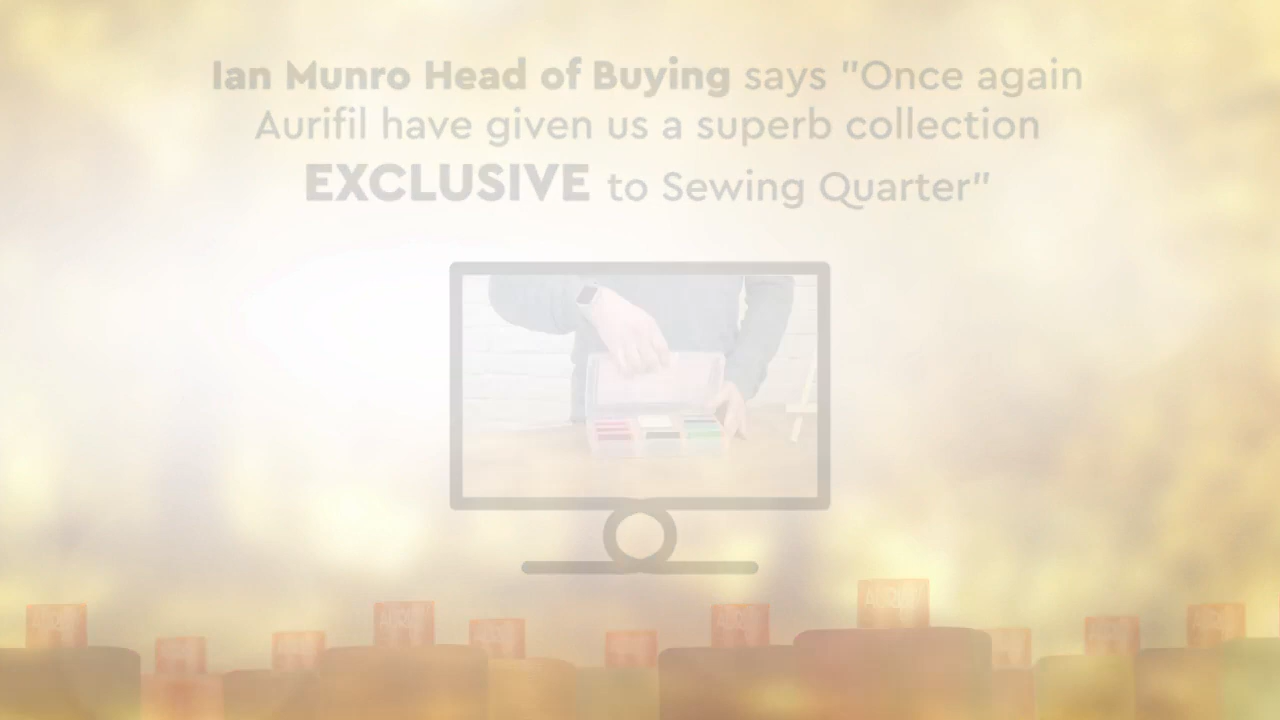 Ian Munro Head of Buying says "Once again
Aurifil have given us a superb collection
EXCLUSIVE to Sewing Quarter"